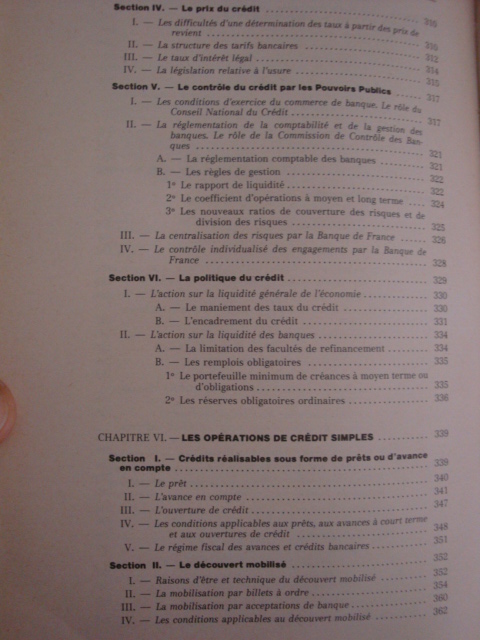 Section IV. — Le prix du crédit
I. — Les difficultés d'une détermination des taux à partir des prix de
revient 310
II. — La structure des tarifs bancaires 310
III. — Le taux d'intérêt légal 312
IV. — La législation relative à l'usure 314
Section V. — Le contrôle du crédit par les Pouvoirs Publics 317
I. — Les conditions d'exercice du commerce de banque. Le rôle du
Conseil National du Crédit 317
II. — La réglementation de la comptabilité et de la gestion des
banques. Le rôle de la Commission de Contrôle des Ban-
ques 321
A. — La réglementation comptable des banques 321
B. — Les règles de gestion 322
1° Le rapport de liquidité 322
2° Le coefficient d'opérations à moyen et long terme 324
3° Les nouveaux ratios de couverture des risques et de
division des risques 325
III. — La centralisation des risques par la Banque de France 326
IV. — Le contrôle individualisé des engagements par la Banque de
France 328
Section VI. — La politique du crédit 329
I. — L'action sur la liquidité générale de l'économie 330
A. — Le maniement des taux du crédit 330
B. — L'encadrement du crédit 331
II. — L'action sur la liquidité des banques 334
A. — La limitation des facultés de refinancement 334
B. — Les remplois obligatoires 335
1° Le portefeuille minimum de créances à moyen terme ou
d'obligations 335
2° Les réserves obligatoires ordinaires 336
CHAPITRE VI. — LES OPÉRATIONS DE CRÉDIT SIMPLES 339
Section I. — Crédits réalisables sous forme de prêts ou d'avance
en compte 339
I. — Le prêt 340
II. — L'avance en compte 341
III. — L'ouverture de crédit 347
IV. — Les conditions applicables aux prêts, aux avances à court terme
et aux ouvertures de crédit 348
V. — Le régime fiscal des avances et crédits bancaires 351
Section II. — Le découvert mobilisé 352
I. — Raisons d'être et technique du découvert mobilisé 352
II. — La mobilisation par billets à ordre 354
III. — La mobilisation par acceptations de banque 360
IV. — Les conditions applicables au découvert mobilisé 362